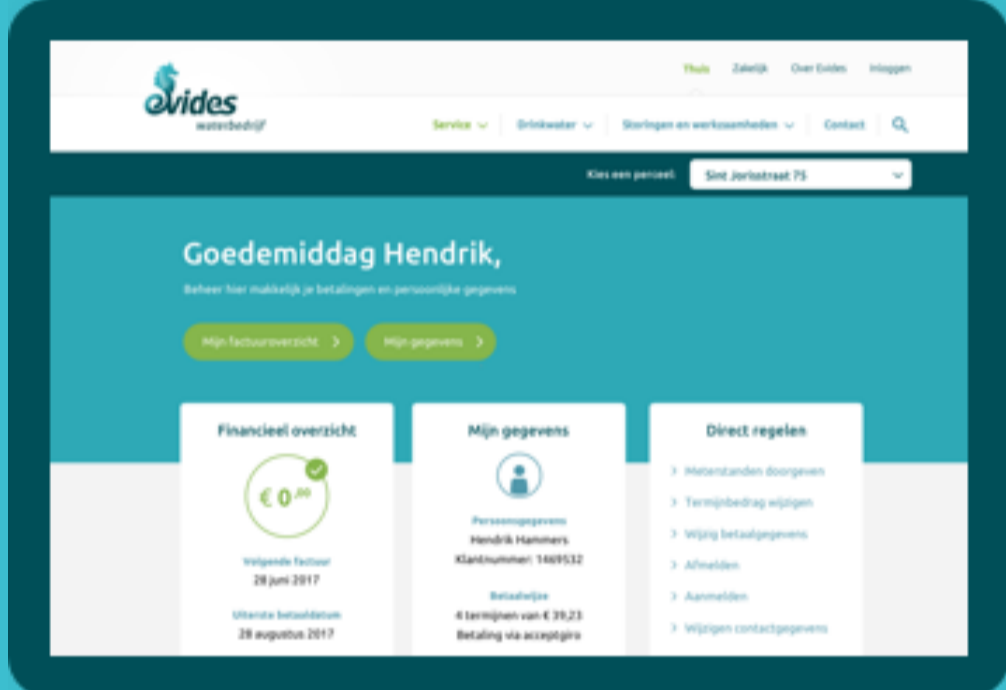 evides
waterbedrijf
Thuis Zakelijk Over Evides Inloggen
Service Drinkwater Storingen en werkzaamheden Contact
Kies een perceel: Sint Jorisstraat 75
Goedemiddag Hendrik,
Beheer hier makkelijk je betalingen en persoonlijke gegevens
Mijn factuuroverzicht Mijn gegevens
Financieel overzicht
€ 0,00
Volgende factuur
28 juni 2017
Uiterste betaaldatum
28 augustus 2017
Mijn gegevens
Persoonsgegevens
Hendrik Hammers
Klantnummer: 1469532
Betaalwijze
4 termijnen van € 39,23
Betaling via acceptgiro
Direct regelen
Meterstanden doorgeven
Termijnbedrag wijzigen
Wijzig betaalgegevens
Afmelden
Aanmelden
Wijzigen contactgegevens